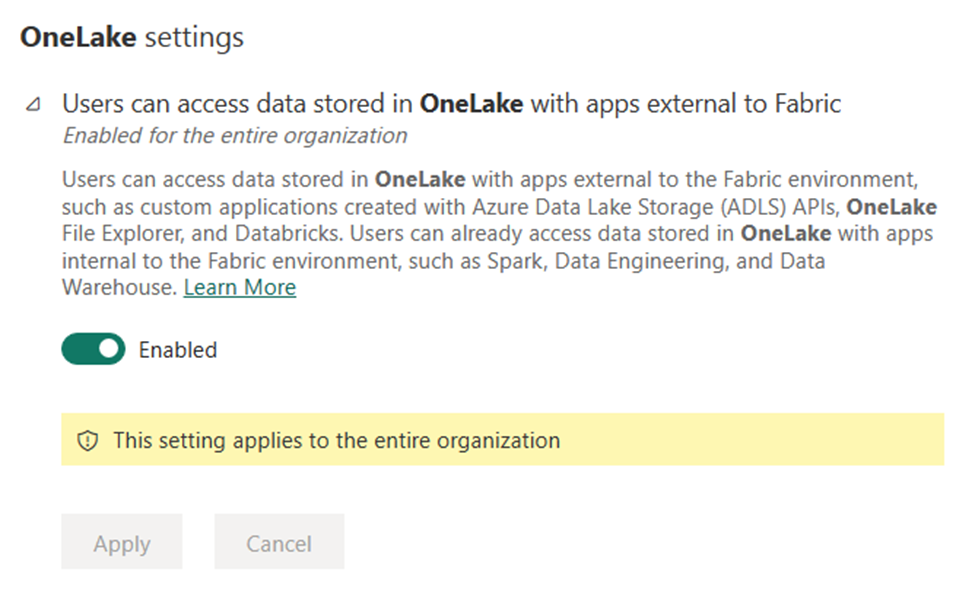 OneLake settings
Users can access data stored in OneLake with apps external to Fabric
Enabled for the entire organization
Users can access data stored in OneLake with apps external to the Fabric environment,
such as custom applications created with Azure Data Lake Storage (ADLS) APIs, OneLake
File Explorer, and Databricks. Users can already access data stored in OneLake with apps
internal to the Fabric environment, such as Spark, Data Engineering, and Data
Warehouse. Learn More
Enabled
This setting applies to the entire organization
Apply Cancel